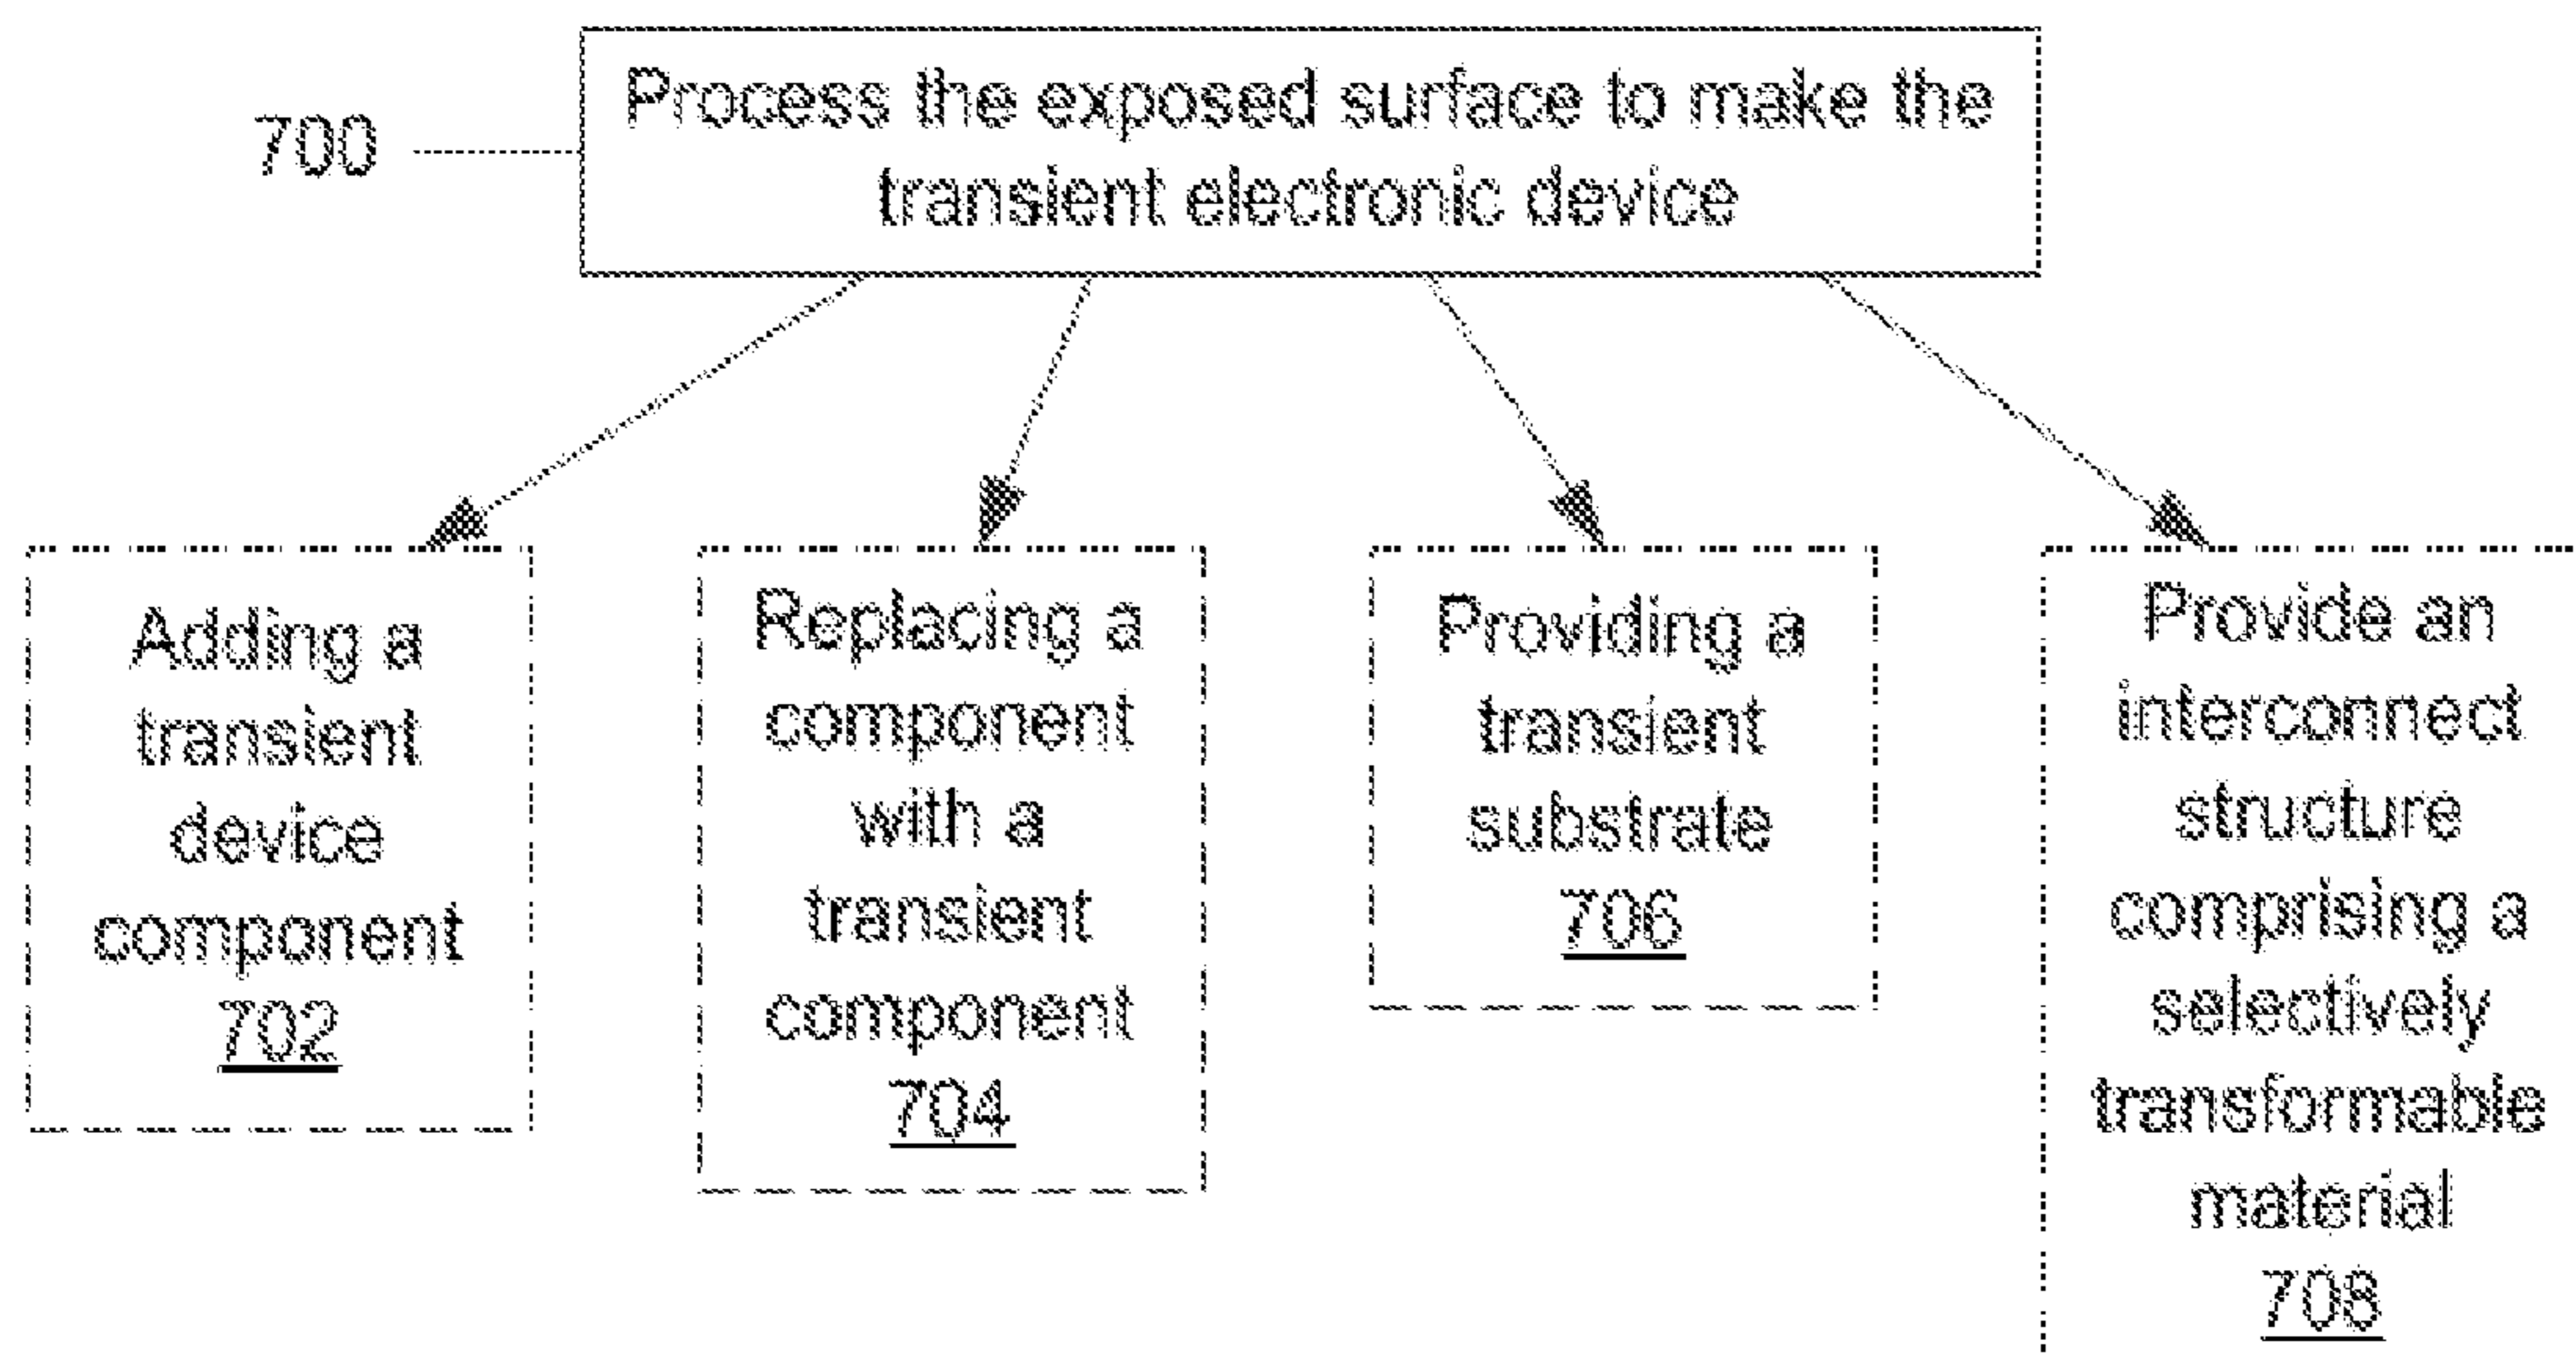 700
Process the exposed surface to make the
transient electronic device
Adding a
transient
device
component
702
Replacing a
component
with a
transient
component
704
Providing a
transient
substrate
706
Provide an
interconnect
structure
comprising a
selectively
transformable
material
708